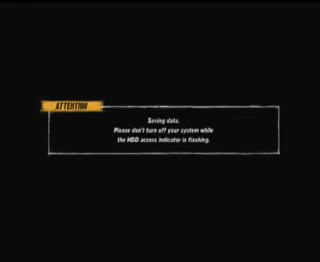 ATTENTION
Saving data.
Please don't turn off your system while
the HDD access indicator is flashing.